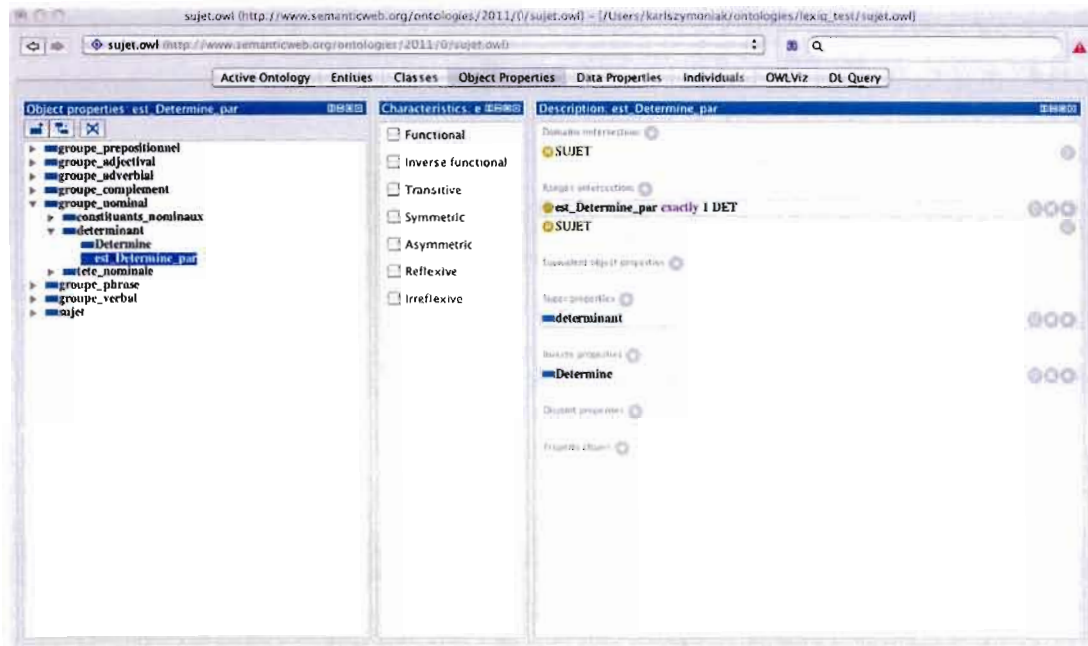 sujet.owl (http://www.semanticweb.org/ontologies/2011/0/sujet.owl) – [/Users/karlszymoniak/ontologies/lexiq_test/sujet.owl]
sujet.owl (http://www.semanticweb.org/ontologies/2011/0/sujet.owl)
Active Ontology Entities Classes Object Properties Data Properties Individuals OWLViz DL Query
Object properties: est_Determine_par
groupe_prepositionnel
groupe_adjectival
groupe_adverbial
groupe_complement
groupe_nominal
constituants_nominaux
determinant
Determine
est_Determine_par
tete_nominale
groupe_phrase
groupe_verbal
sujet
Characteristics: e
Functional
Inverse functional
Transitive
Symmetric
Asymmetric
Reflexive
Irreflexive
Description: est_Determine_par
Domains (intersection)
SUJET
Ranges (intersection)
est_Determine_par exactly 1 DET
SUJET
Equivalent object properties
Super properties
determinant
Inverse properties
Determine
Disjoint properties
Property chains